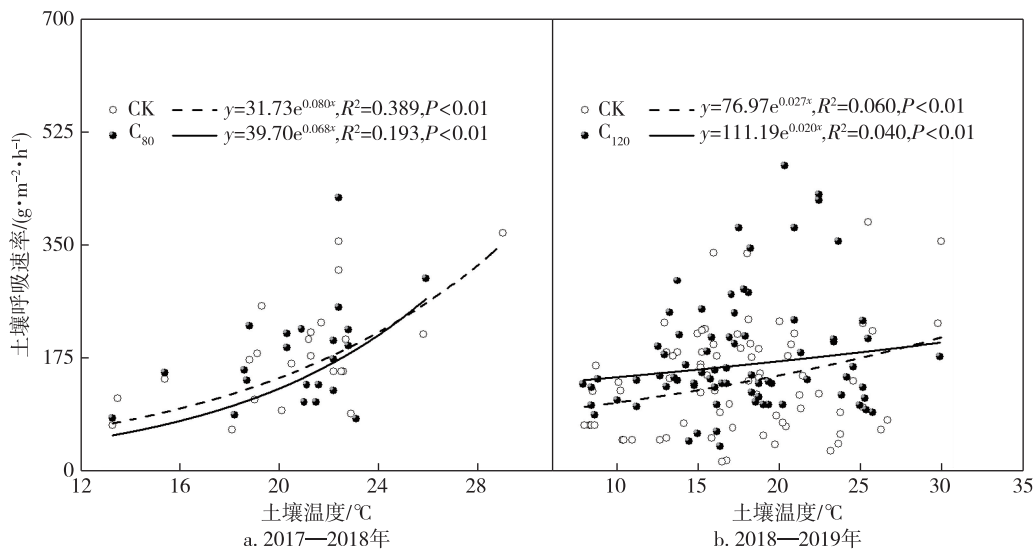 700
525
350
175
0
土壤呼吸速率/(g·m⁻²·h⁻¹)
CK y=31.73e^0.080x,R²=0.389,P<0.01
C₈₀ y=39.70e^0.068x,R²=0.193,P<0.01
CK y=76.97e^0.027x,R²=0.060,P<0.01
C₁₂₀ y=111.19e^0.020x,R²=0.040,P<0.01
12 16 20 24 28
10 15 20 25 30 35
土壤温度/℃
a. 2017—2018年
土壤温度/℃
b. 2018—2019年